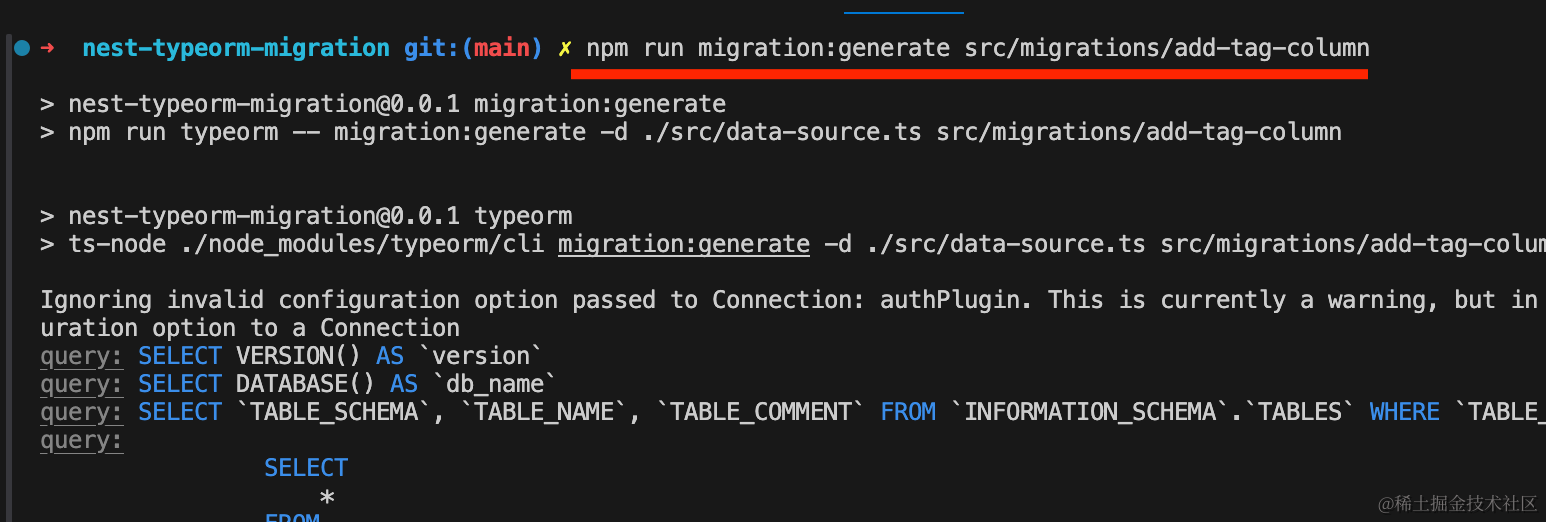 ➜ nest-typeorm-migration git:(main) ✗ npm run migration:generate src/migrations/add-tag-column
> nest-typeorm-migration@0.0.1 migration:generate
> npm run typeorm -- migration:generate -d ./src/data-source.ts src/migrations/add-tag-column
> nest-typeorm-migration@0.0.1 typeorm
> ts-node ./node_modules/typeorm/cli migration:generate -d ./src/data-source.ts src/migrations/add-tag-colum
Ignoring invalid configuration option passed to Connection: authPlugin. This is currently a warning, but in
uration option to a Connection
query: SELECT VERSION() AS `version`
query: SELECT DATABASE() AS `db_name`
query: SELECT `TABLE_SCHEMA`, `TABLE_NAME`, `TABLE_COMMENT` FROM `INFORMATION_SCHEMA`.`TABLES` WHERE `TABLE_
query:
SELECT
*
FROM
@稀土掘金技术社区